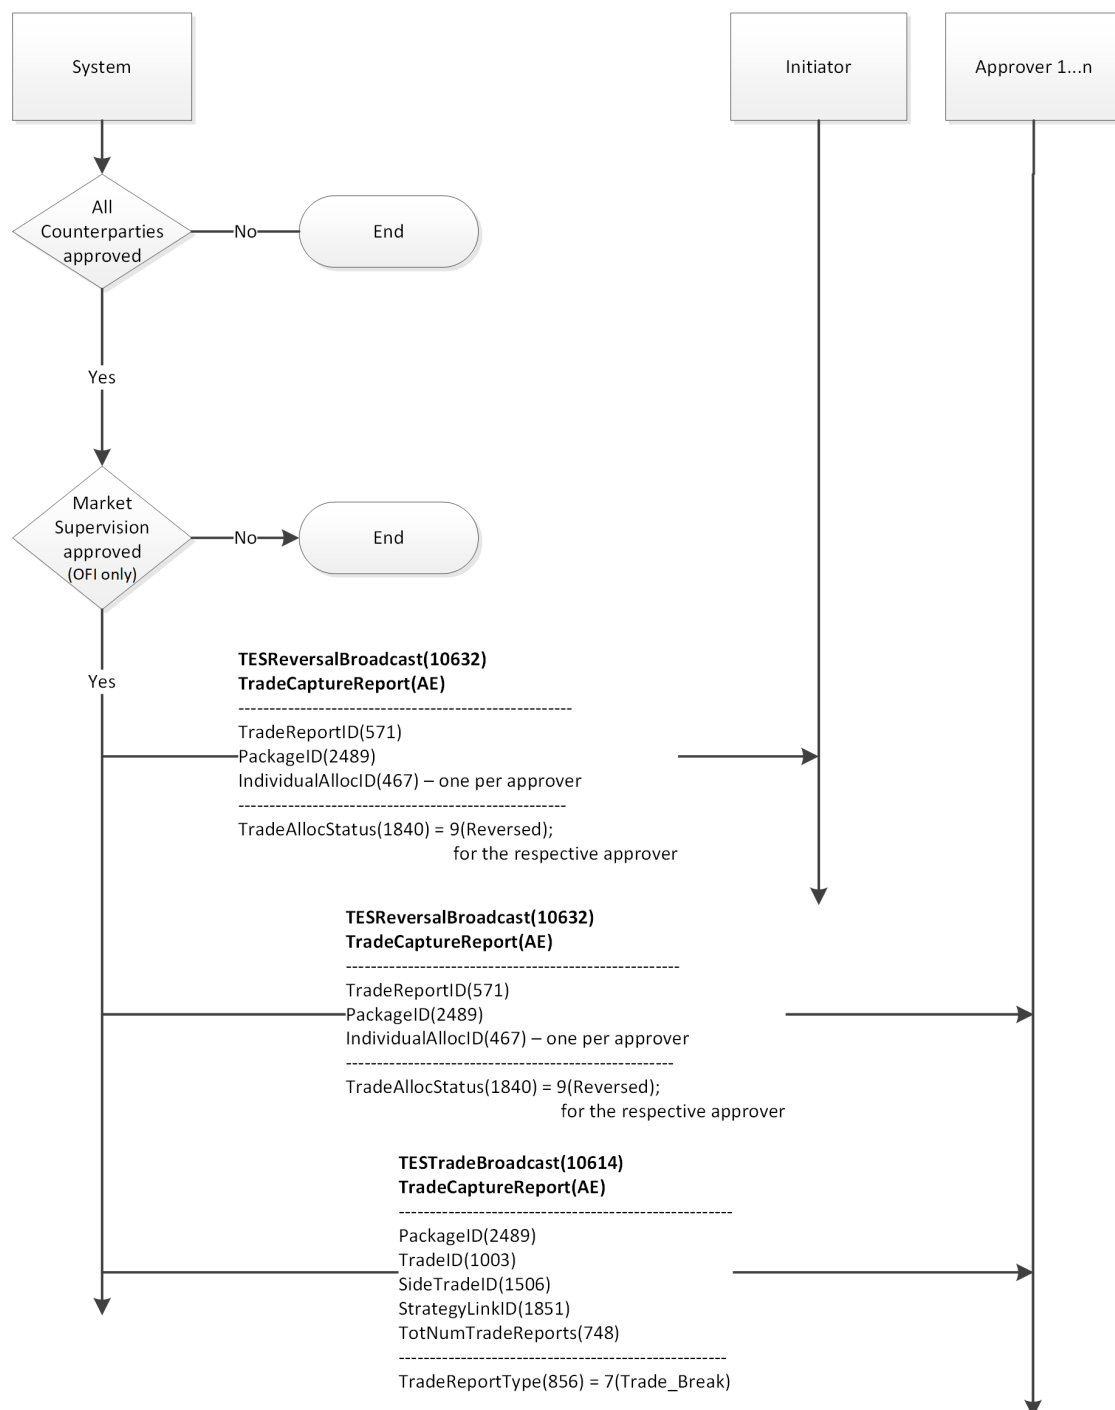 System
Initiator
Approver 1...n
All
Counterparties
approved
No
End
Yes
Market
Supervision
approved
(OFI only)
No
End
Yes
TESReversalBroadcast(10632)
TradeCaptureReport(AE)
------------------------------------------------------
TradeReportID(571)
PackageID(2489)
IndividualAllocID(467) – one per approver
-----------------------------------------------------
TradeAllocStatus(1840) = 9(Reversed);
for the respective approver
TESReversalBroadcast(10632)
TradeCaptureReport(AE)
------------------------------------------------------
TradeReportID(571)
PackageID(2489)
IndividualAllocID(467) – one per approver
-----------------------------------------------------
TradeAllocStatus(1840) = 9(Reversed);
for the respective approver
TESTradeBroadcast(10614)
TradeCaptureReport(AE)
------------------------------------------------------
PackageID(2489)
TradeID(1003)
SideTradeID(1506)
StrategyLinkID(1851)
TotNumTradeReports(748)
-----------------------------------------------------
TradeReportType(856) = 7(Trade_Break)